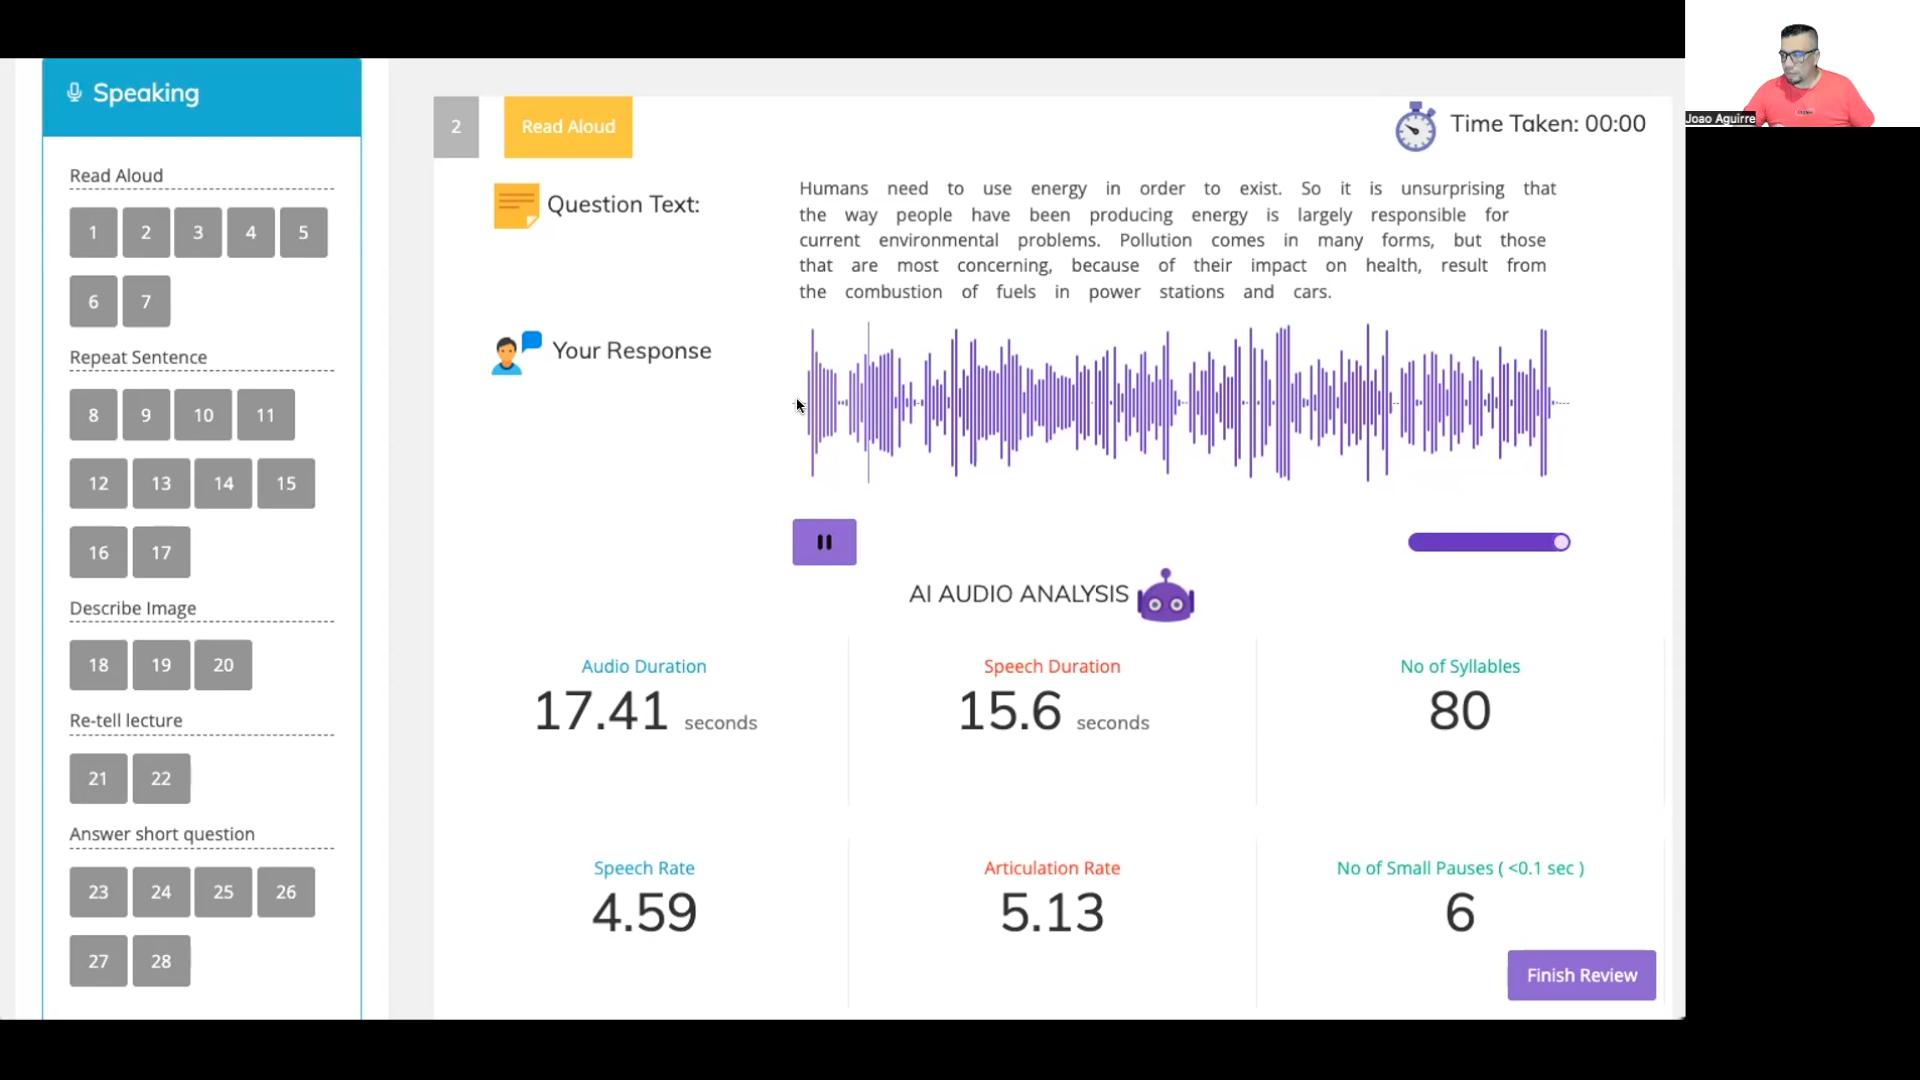 Speaking
Read Aloud
1 2 3 4 5
6 7
Repeat Sentence
8 9 10 11
12 13 14 15
16 17
Describe Image
18 19 20
Re-tell lecture
21 22
Answer short question
23 24 25 26
27 28
2 Read Aloud
Time Taken: 00:00
Question Text:
Humans need to use energy in order to exist. So it is unsurprising that
the way people have been producing energy is largely responsible for
current environmental problems. Pollution comes in many forms, but those
that are most concerning, because of their impact on health, result from
the combustion of fuels in power stations and cars.
Your Response
AI AUDIO ANALYSIS
Audio Duration
17.41 seconds
Speech Duration
15.6 seconds
No of Syllables
80
Speech Rate
4.59
Articulation Rate
5.13
No of Small Pauses ( <0.1 sec )
6
Finish Review
Joao Aguirre